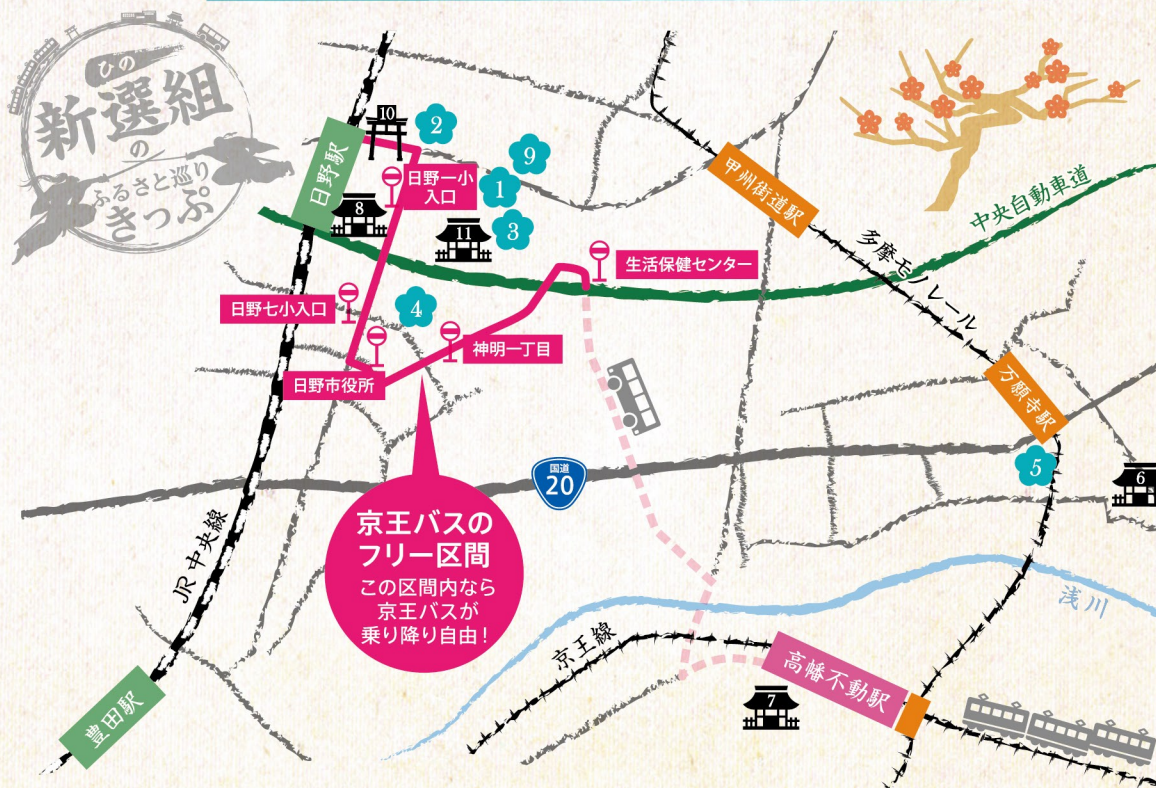 ひの
新選組
の
ふるさと巡り
きっぷ
日野駅
10
2
9
日野一小
入口
1
8
11
3
甲州街道駅
中央自動車道
多摩モノレール
生活保健センター
日野七小入口
4
神明一丁目
日野市役所
万願寺駅
5
6
国道
20
京王バスの
フリー区間
この区間内なら
京王バスが
乗り降り自由！
JR中央線
浅川
京王線
高幡不動駅
7
豊田駅